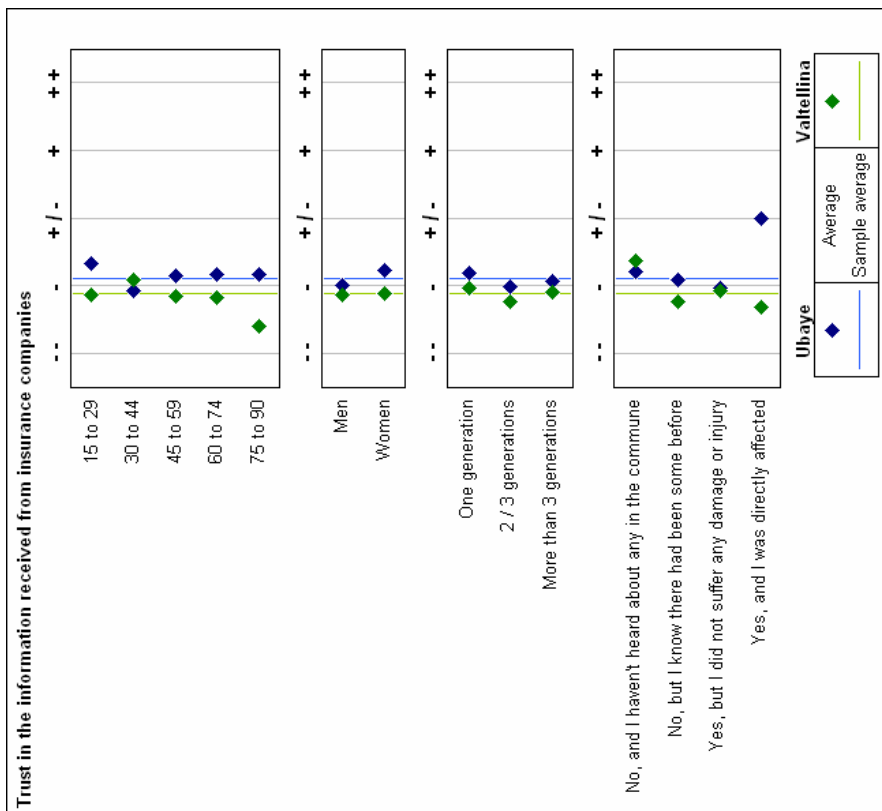 Trust in the information received from insurance companies
- - - + / - + + +
15 to 29
30 to 44
45 to 59
60 to 74
75 to 90
- - - + / - + + +
Men
Women
- - - + / - + + +
One generation
2 / 3 generations
More than 3 generations
- - - + / - + + +
No, and I haven't heard about any in the commune
No, but I know there had been some before
Yes, but I did not suffer any damage or injury
Yes, and I was directly affected
Ubaye Valtellina
Average
Sample average